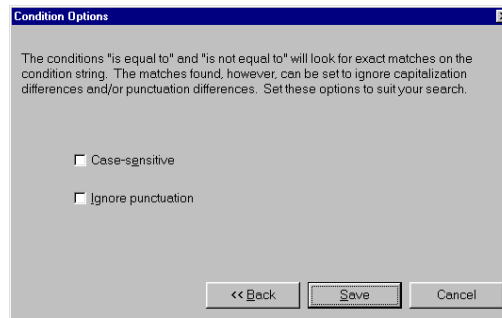 Condition Options
The conditions "is equal to" and "is not equal to" will look for exact matches on the
condition string. The matches found, however, can be set to ignore capitalization
differences and/or punctuation differences. Set these options to suit your search.
Case-sensitive
Ignore punctuation
<< Back Save Cancel